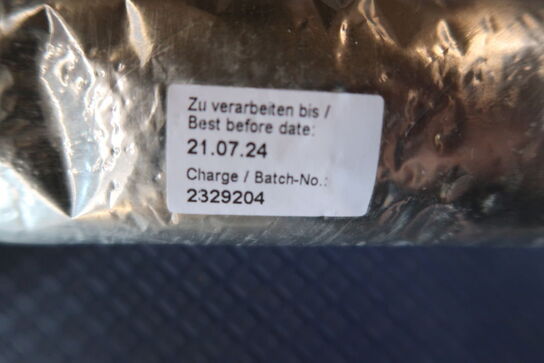 Zu verarbeiten bis /
Best before date:
21.07.24
Charge / Batch-No.:
2329204